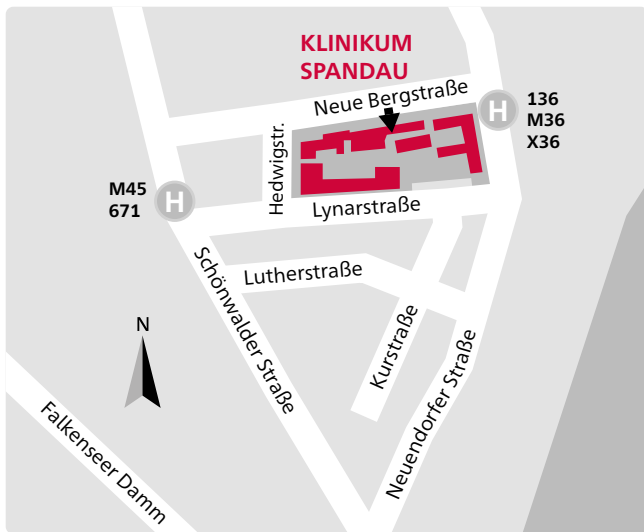 KLINIKUM
SPANDAU
Neue Bergstraße
H
136
M36
X36
Hedwigstr.
M45
671
H
Lynarstraße
Schönwalder Straße
Lutherstraße
Kurstraße
Neuendorfer Straße
N
Falkenseer Damm